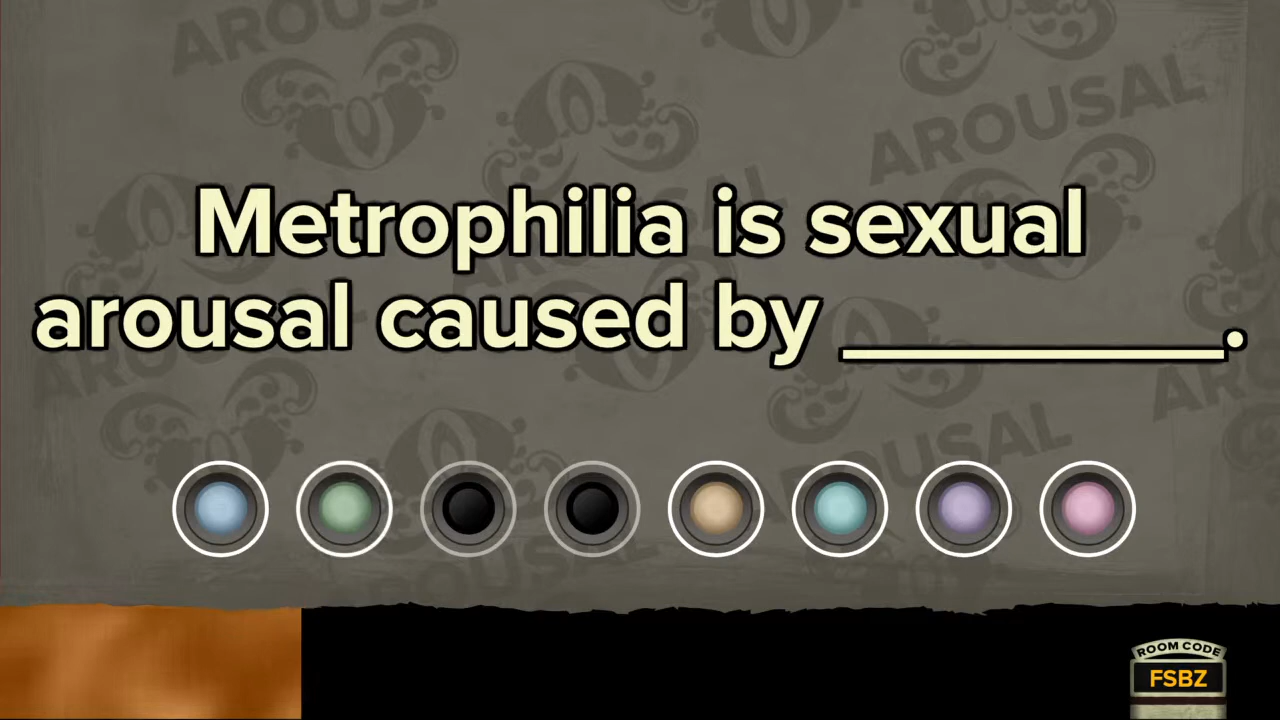 AROUSAL
AROUSAL
Metrophilia is sexual
arousal caused by ________.
AROUSAL
ROOM CODE
FSBZ